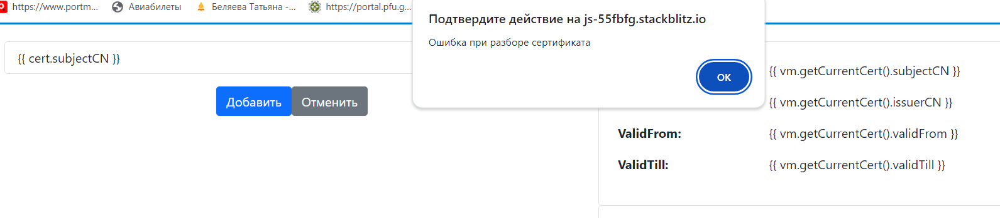 https://www.portm...
Авиабилеты
Беляева Татьяна -...
https://portal.pfu.g...
Подтвердите действие на js-55fbfg.stackblitz.io
Ошибка при разборе сертификата
ОК
{{ cert.subjectCN }}
Добавить
Отменить
{{ vm.getCurrentCert().subjectCN }}
{{ vm.getCurrentCert().issuerCN }}
ValidFrom: {{ vm.getCurrentCert().validFrom }}
ValidTill: {{ vm.getCurrentCert().validTill }}